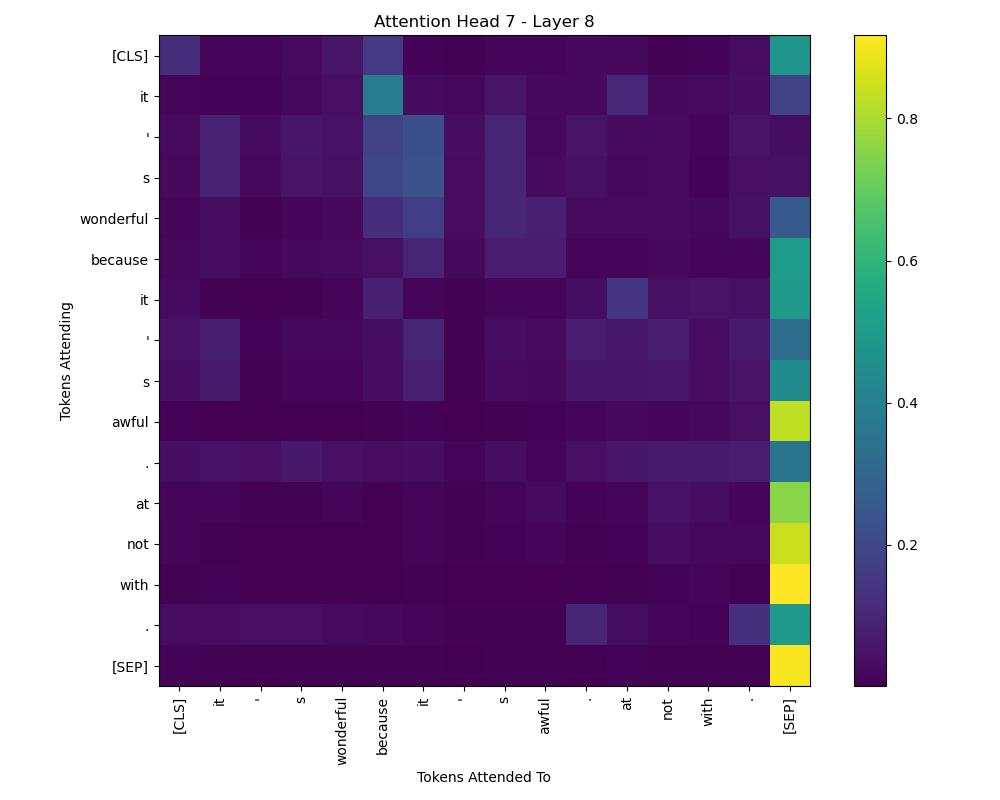 Attention Head 7 - Layer 8
[CLS]
it
'
s
wonderful
because
it
'
s
awful
.
at
not
with
.
[SEP]
Tokens Attending
[CLS]
it
'
s
wonderful
because
it
'
s
awful
.
at
not
with
.
[SEP]
Tokens Attended To
0.8
0.6
0.4
0.2